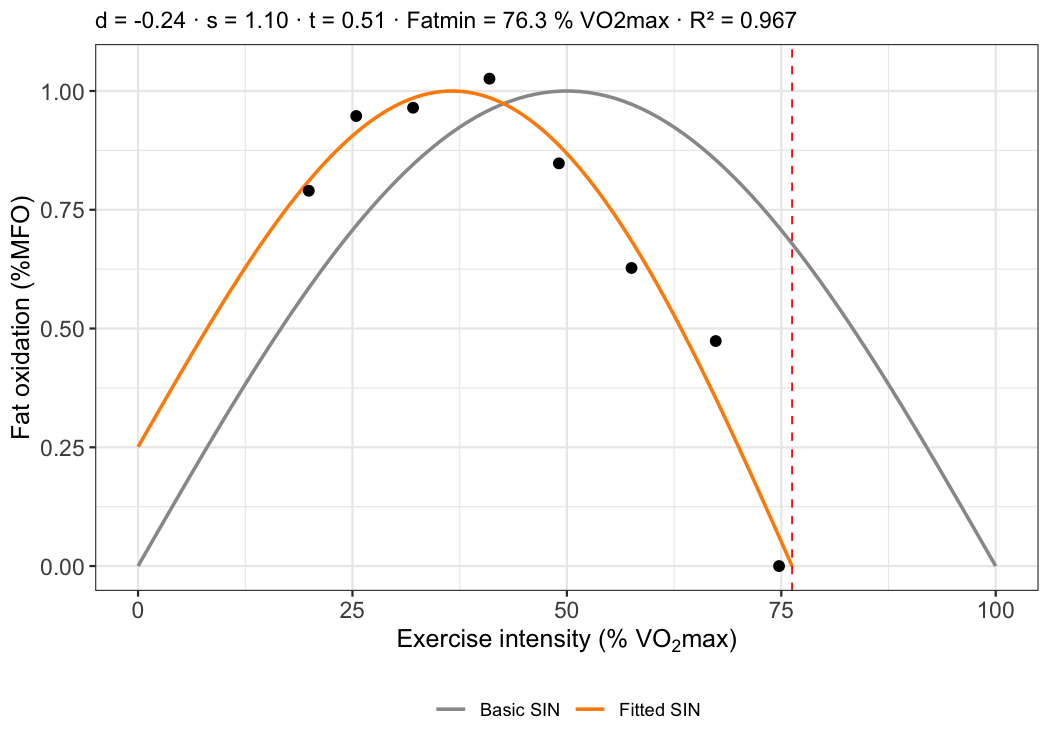 d = -0.24 · s = 1.10 · t = 0.51 · Fatmin = 76.3 % VO2max · R² = 0.967
Fat oxidation (%MFO)
1.00
0.75
0.50
0.25
0.00
0 25 50 75 100
Exercise intensity (% VO₂max)
Basic SIN Fitted SIN